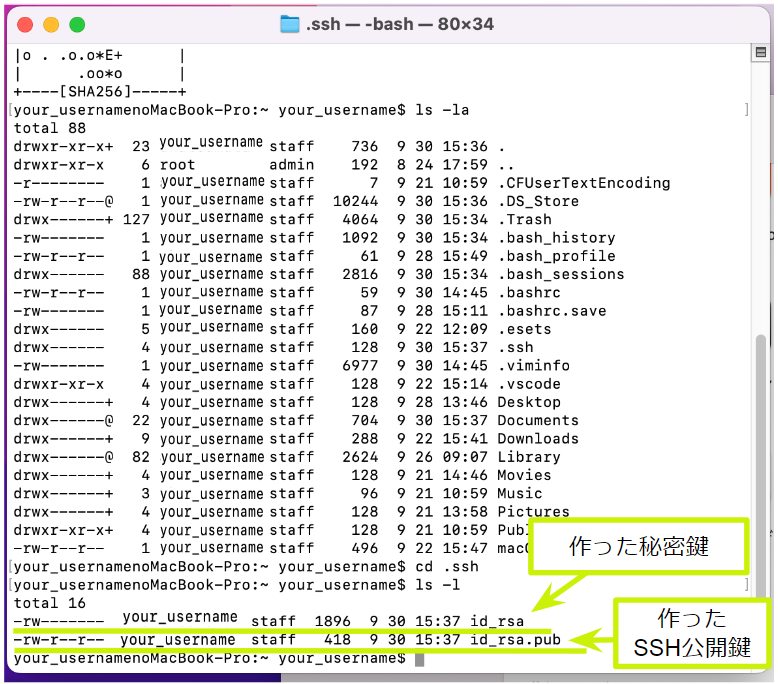 .ssh — -bash — 80×34
|o . .o.o*E+      |
|      .oo*o      |
+----[SHA256]-----+
[your_usernamenoMacBook-Pro:~ your_username$ ls -la ]
total 88
drwxr-xr-x+ 23 your_username staff 736 9 30 15:36 .
drwxr-xr-x 6 root admin 192 8 24 17:59 ..
-r-------- 1 your_username staff 7 9 21 10:59 .CFUserTextEncoding
-rw-r--r--@ 1 your_username staff 10244 9 30 15:36 .DS_Store
drwx------+ 127 your_username staff 4064 9 30 15:34 .Trash
-rw------- 1 your_username staff 1092 9 30 15:34 .bash_history
-rw-r--r-- 1 your_username staff 61 9 28 15:49 .bash_profile
drwx------ 88 your_username staff 2816 9 30 15:34 .bash_sessions
-rw-r--r-- 1 your_username staff 59 9 30 14:45 .bashrc
-rw------- 1 your_username staff 87 9 28 15:11 .bashrc.save
drwx------ 5 your_username staff 160 9 22 12:09 .esets
drwx------ 4 your_username staff 128 9 30 15:37 .ssh
-rw------- 1 your_username staff 6977 9 30 14:45 .viminfo
drwxr-xr-x 4 your_username staff 128 9 22 15:14 .vscode
drwx------+ 4 your_username staff 128 9 28 13:46 Desktop
drwx------@ 22 your_username staff 704 9 30 15:37 Documents
drwx------+ 9 your_username staff 288 9 22 15:41 Downloads
drwx------@ 82 your_username staff 2624 9 26 09:07 Library
drwx------+ 4 your_username staff 128 9 21 14:46 Movies
drwx------+ 3 your_username staff 96 9 21 10:59 Music
drwx------+ 4 your_username staff 128 9 21 13:58 Pictures
drwxr-xr-x+ 4 your_username staff 128 9 21 10:59
-rw-r--r-- 1 your_username staff 496 9 22 15:47
作った秘密鍵
[your_usernamenoMacBook-Pro:~ your_username$ cd .ssh
[your_usernamenoMacBook-Pro:~ your_username$ ls -l ]
total 16
-rw------- your_username staff 1896 9 30 15:37 id_rsa
-rw-r--r-- your_username staff 418 9 30 15:37 id_rsa.pub
作った
SSH公開鍵
your_usernamenoMacBook-Pro:~ your_username$